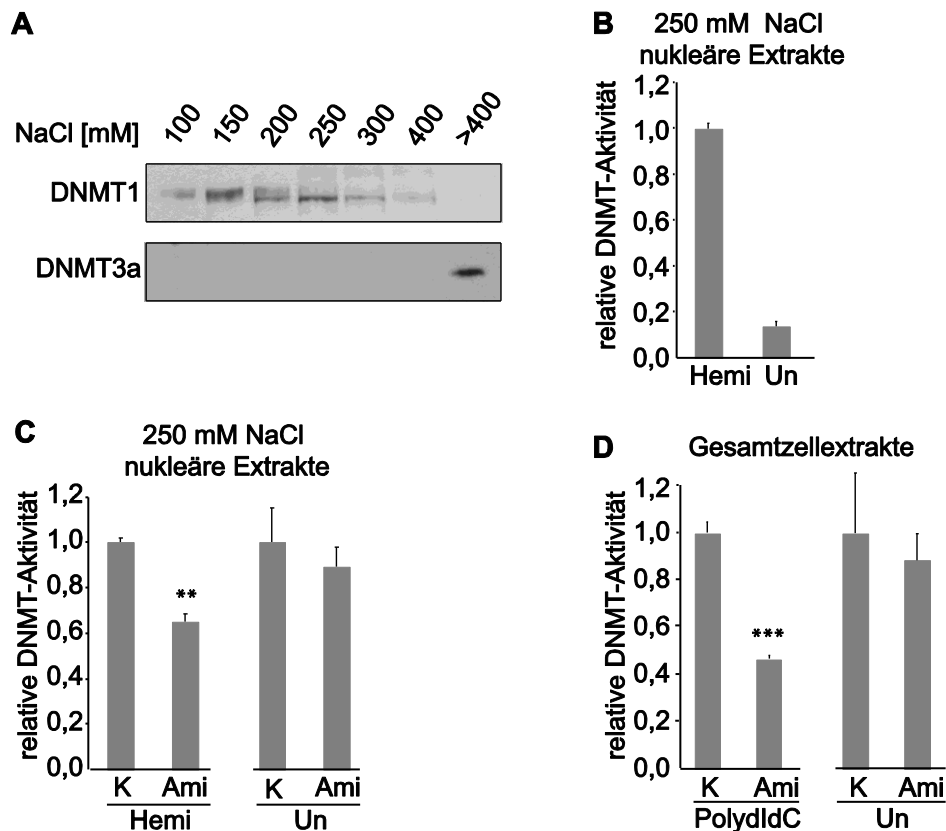 A
NaCl [mM] 100 150 200 250 300 400 >400
DNMT1
DNMT3a
B
250 mM NaCl
nukleäre Extrakte
relative DNMT-Aktivität
1,2
1,0
1,2
0,8
0,4
0,2
0,0
Hemi Un
C
250 mM NaCl
nukleäre Extrakte
relative DNMT-Aktivität
1,2
1,0
0,8
0,6
0,4
0,2
0,0
K Ami K Ami
Hemi Un
D
Gesamtzellextrakte
relative DNMT-Aktivität
1,2
1,0
0,8
0,6
0,4
0,2
0,0
K Ami K Ami
PolydIdC Un
**
***